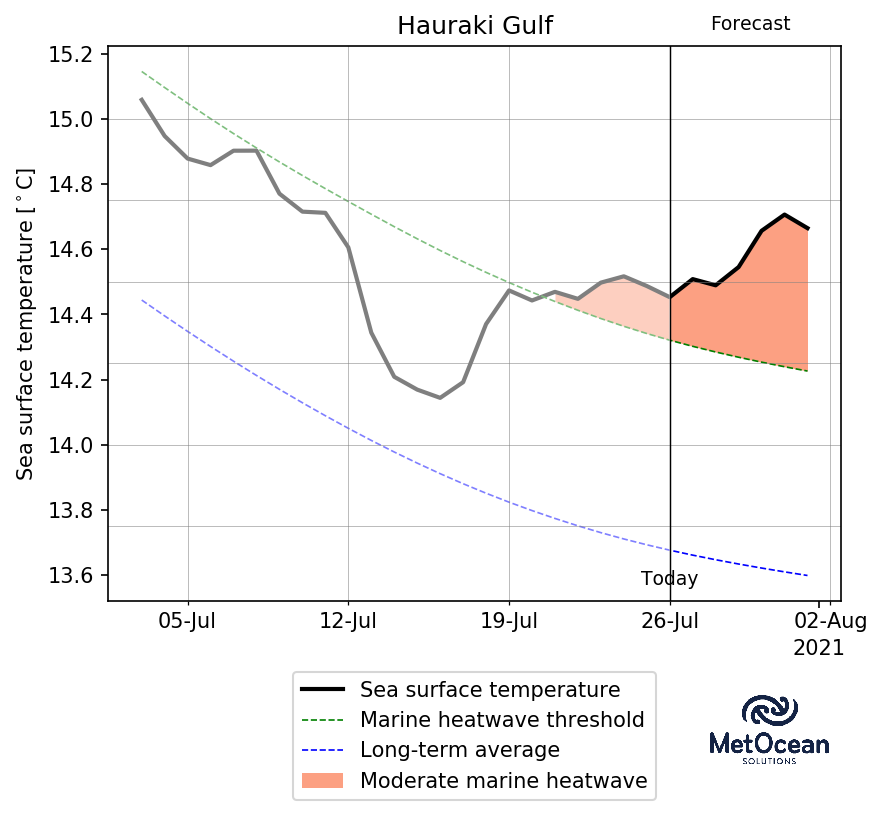 Hauraki Gulf
Forecast
15.2
15.0
14.8
14.6
14.4
14.2
14.0
13.8
13.6
Sea surface temperature [°C]
Today
05-Jul
12-Jul
19-Jul
26-Jul
02-Aug
2021
Sea surface temperature
Marine heatwave threshold
Long-term average
Moderate marine heatwave
MetOcean
SOLUTIONS